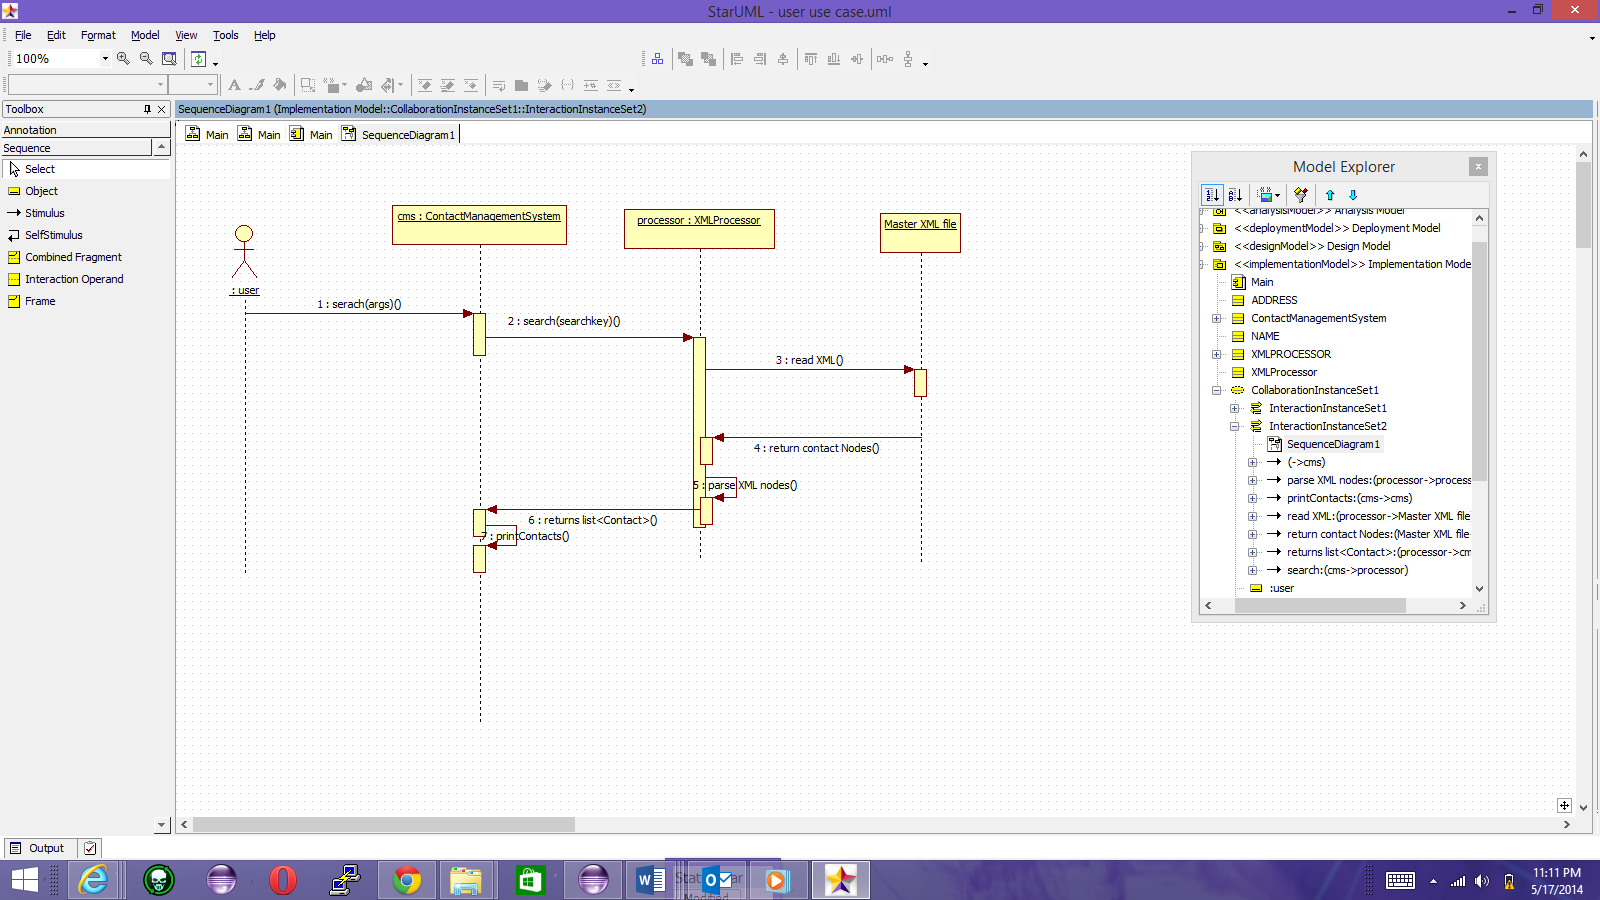 StarUML - user use case.uml
File Edit Format Model View Tools Help
100%
Toolbox
SequenceDiagram1 (Implementation Model::CollaborationInstanceSet1::InteractionInstanceSet2)
Annotation
Sequence
Select
Object
Stimulus
SelfStimulus
Combined Fragment
Interaction Operand
Frame
Main Main Main SequenceDiagram1
cms : ContactManagementSystem
processor : XMLProcessor
Master XML file
: user
1 : serach(args)()
2 : search(searchkey)()
3 : read XML()
4 : return contact Nodes()
5 : parse XML nodes()
6 : returns list<Contact>()
7 : printContacts()
Model Explorer
<<analysisModel>> Analysis Model
<<deploymentModel>> Deployment Model
<<designModel>> Design Model
<<implementationModel>> Implementation Mode
Main
ADDRESS
ContactManagementSystem
NAME
XMLPROCESSOR
XMLProcessor
CollaborationInstanceSet1
InteractionInstanceSet1
InteractionInstanceSet2
SequenceDiagram1
(->cms)
parse XML nodes:(processor->proces
printContacts:(cms->cms)
read XML:(processor->Master XML file
return contact Nodes:(Master XML file
returns list<Contact>:(processor->cm
search:(cms->processor)
:user
Output
11:11 PM
5/17/2014